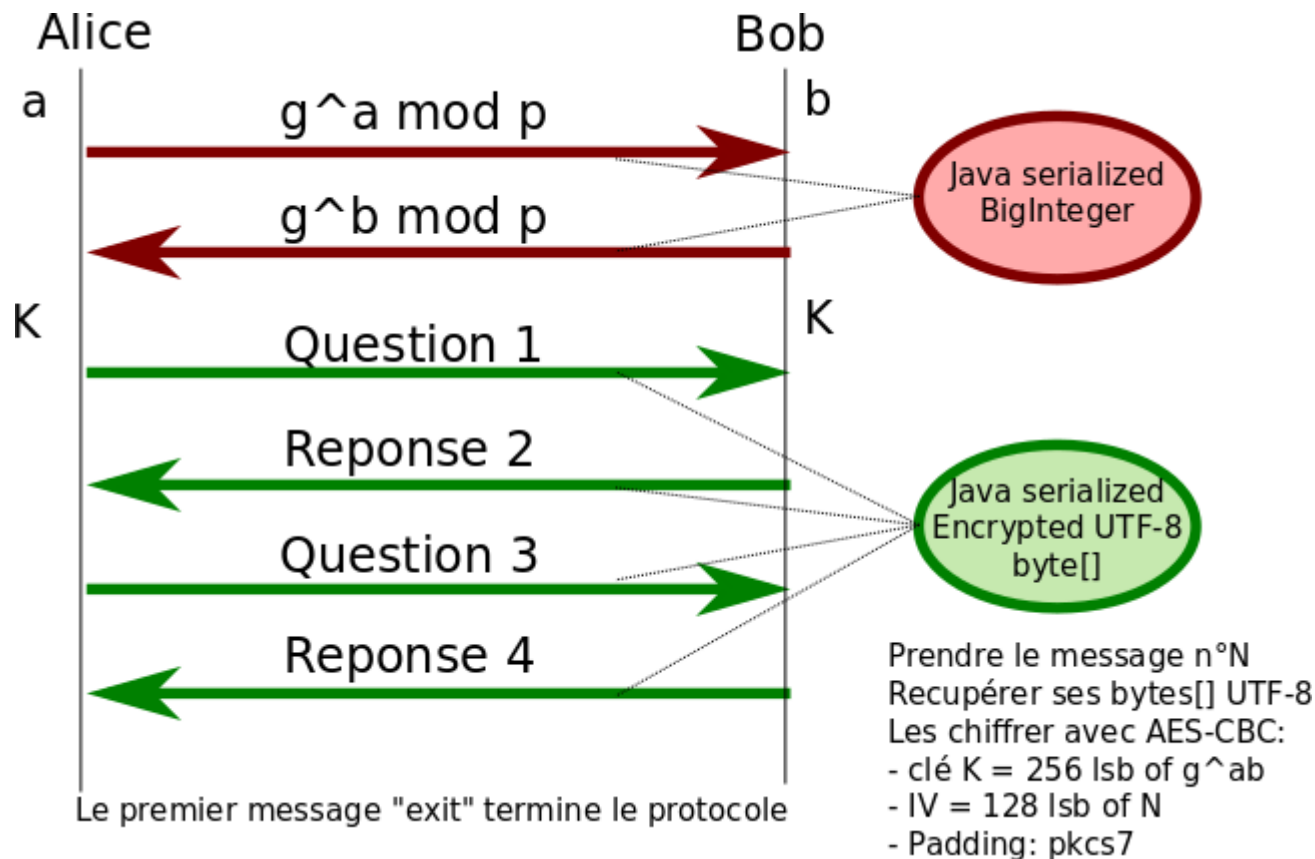 Alice
Bob
a
b
g^a mod p
Java serialized
BigInteger
g^b mod p
K
K
Question 1
Reponse 2
Java serialized
Encrypted UTF-8
byte[]
Question 3
Reponse 4
Prendre le message n°N
Recupérer ses bytes[] UTF-8
Les chiffrer avec AES-CBC:
- clé K = 256 lsb of g^ab
- IV = 128 lsb of N
- Padding: pkcs7
Le premier message "exit" termine le protocole